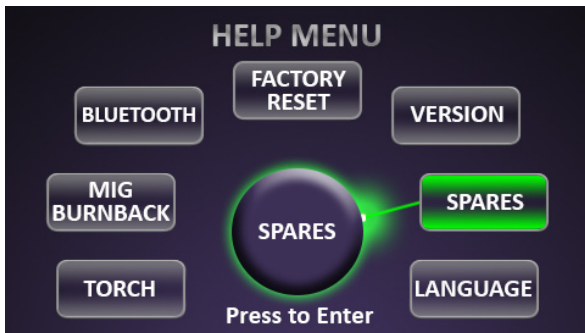 HELP MENU
FACTORY
RESET
BLUETOOTH
VERSION
MIG
BURNBACK
SPARES
SPARES
TORCH
LANGUAGE
Press to Enter